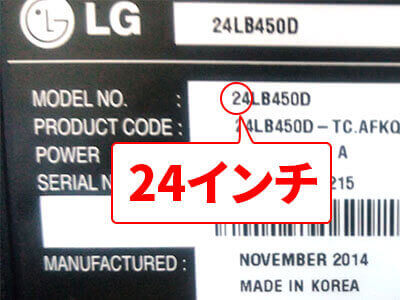 LG 24LB450D
MODEL NO. : 24LB450D
PRODUCT CODE : 24LB450D-TC.AFKQ
POWER A
SERIAL N 215
24インチ
MANUFACTURED : NOVEMBER 2014
MADE IN KOREA